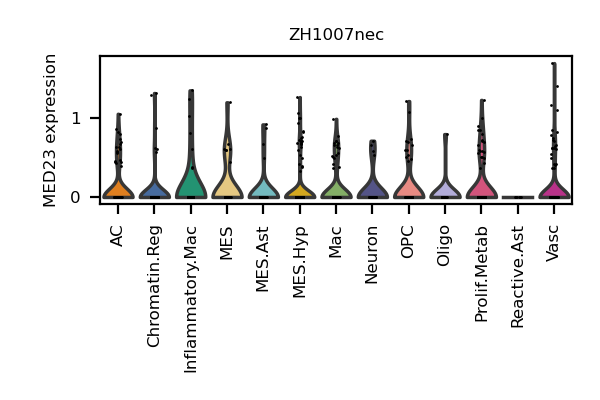 ZH1007nec
MED23 expression
1
0
AC
Chromatin.Reg
Inflammatory.Mac
MES
MES.Ast
MES.Hyp
Mac
Neuron
OPC
Oligo
Prolif.Metab
Reactive.Ast
Vasc